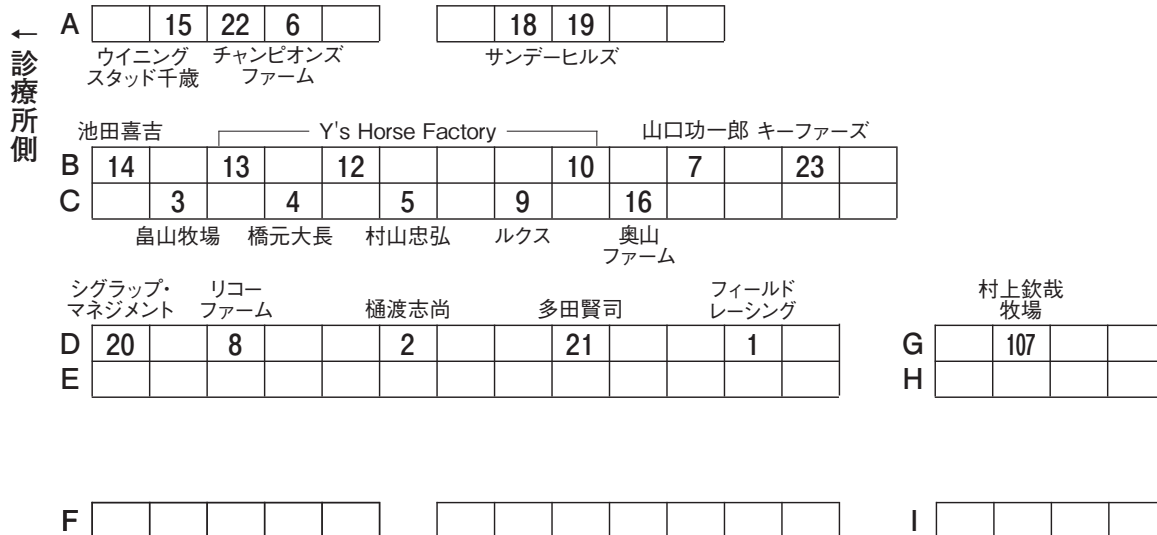 ←診療所側
A 15 22 6 18 19
ウイニング チャンピオンズ サンデーヒルズ
スタッド千歳 ファーム
池田喜吉 Y's Horse Factory 山口功一郎 キーファーズ
B 14 13 12 10 7 23
C 3 4 5 9 16
畠山牧場 橋元大長 村山忠弘 ルクス 奥山
ファーム
シグラップ・ リコー フィールド 村上欽哉
マネジメント ファーム 樋渡志尚 多田賢司 レーシング 牧場
D 20 8 2 21 1 G 107
E H
F I